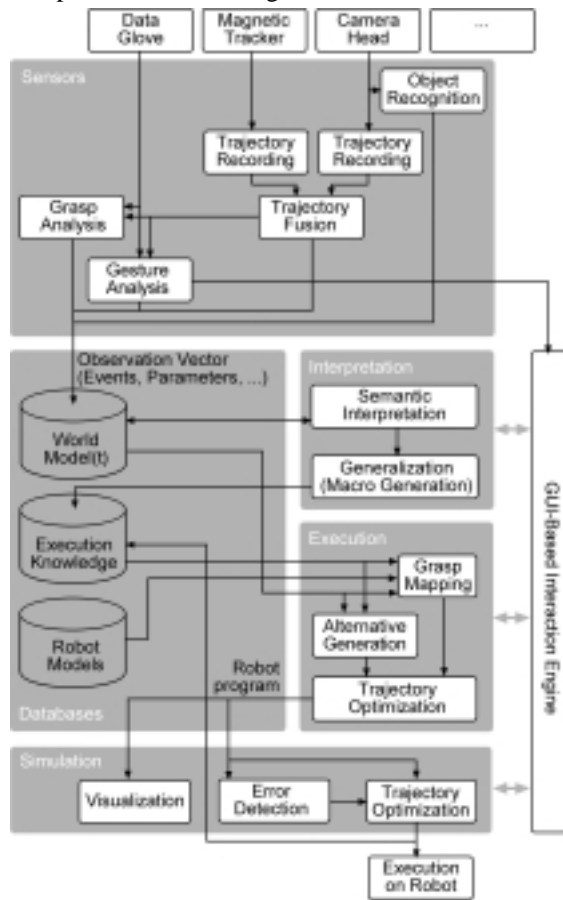 Data
Glove
Magnetic
Tracker
Camera
Head
...
Sensors
Object
Recognition
Trajectory
Recording
Trajectory
Recording
Grasp
Analysis
Trajectory
Fusion
Gesture
Analysis
Observation Vector
(Events, Parameters, ...)
Interpretation
Semantic
Interpretation
World
Model(t)
Generalization
(Macro Generation)
Execution
Knowledge
Execution
Grasp
Mapping
Alternative
Generation
Robot
Models
Robot
program
Trajectory
Optimization
Databases
GUI-Based Interaction Engine
Simulation
Visualization
Error
Detection
Trajectory
Optimization
Execution
on Robot